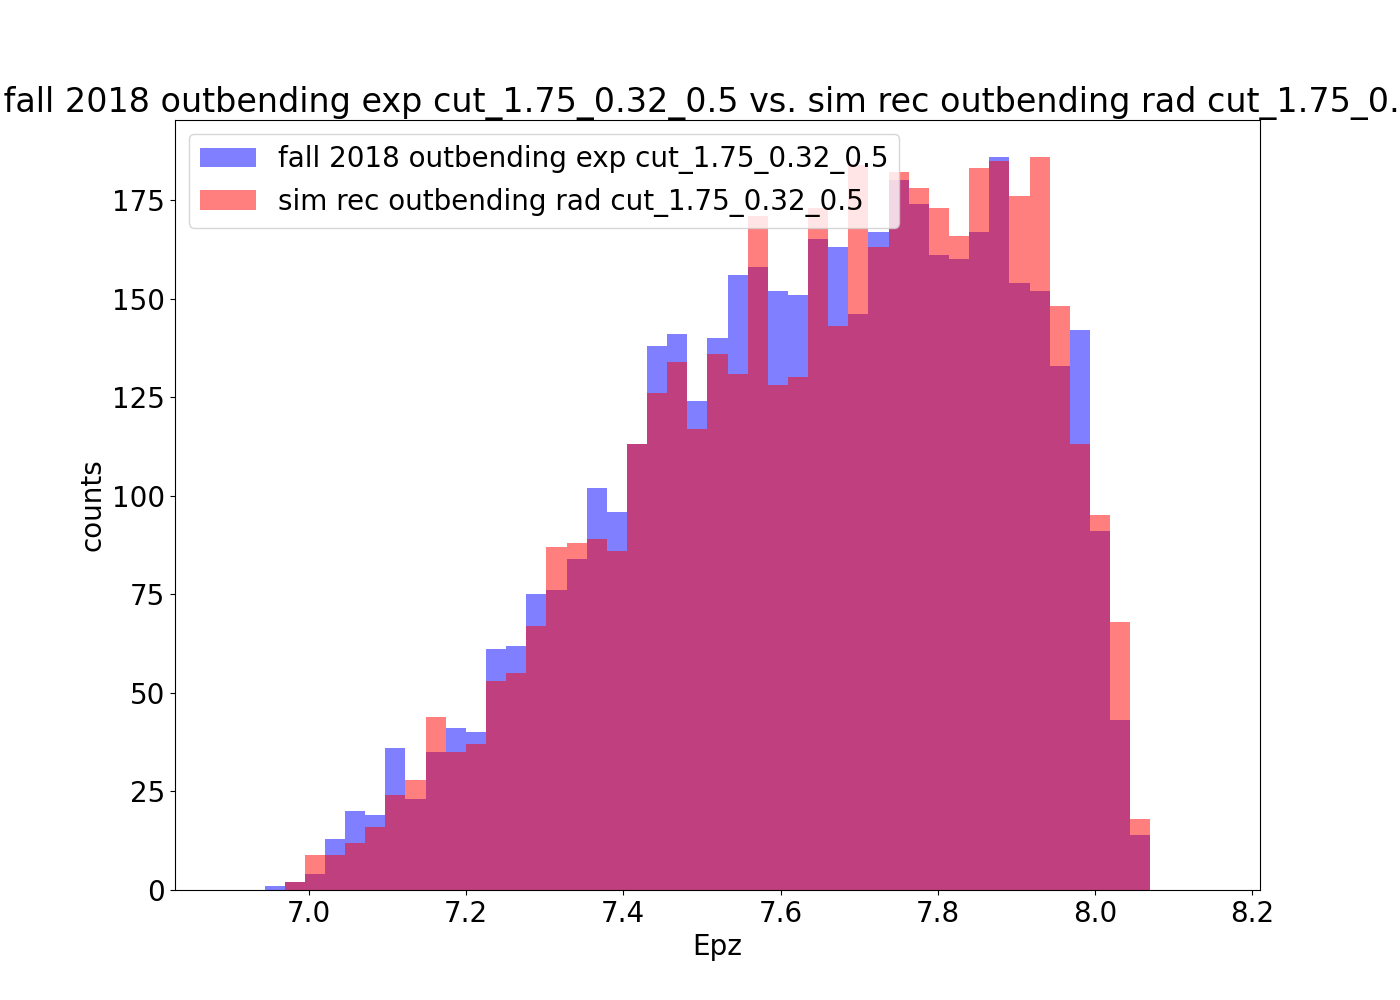 fall 2018 outbending exp cut_1.75_0.32_0.5 vs. sim rec outbending rad cut_1.75_0.
fall 2018 outbending exp cut_1.75_0.32_0.5
sim rec outbending rad cut_1.75_0.32_0.5
175
150
125
100
75
50
25
0
counts
7.0 7.2 7.4 7.6 7.8 8.0 8.2
Epz